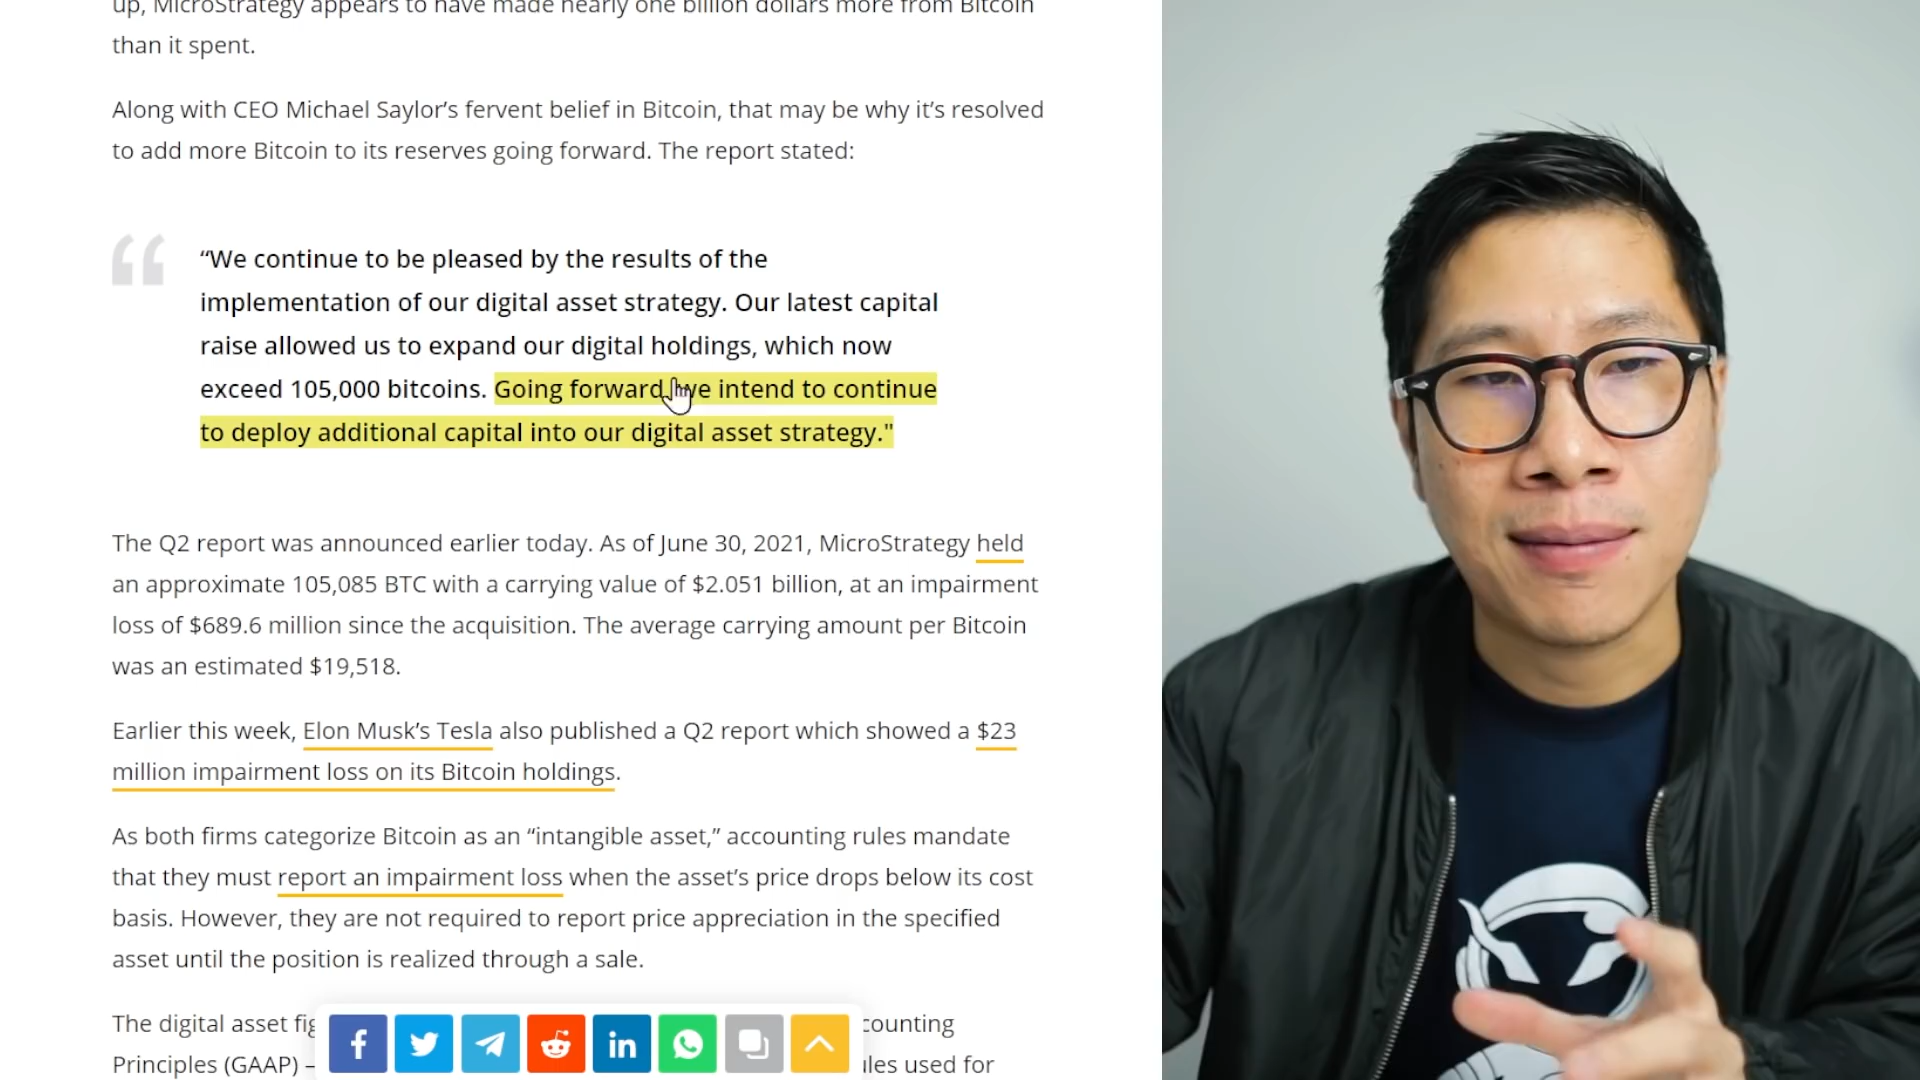 up, MicroStrategy appears to have made nearly one billion dollars more from Bitcoin
than it spent.
Along with CEO Michael Saylor’s fervent belief in Bitcoin, that may be why it’s resolved
to add more Bitcoin to its reserves going forward. The report stated:
“We continue to be pleased by the results of the
implementation of our digital asset strategy. Our latest capital
raise allowed us to expand our digital holdings, which now
exceed 105,000 bitcoins. Going forward, we intend to continue
to deploy additional capital into our digital asset strategy."
The Q2 report was announced earlier today. As of June 30, 2021, MicroStrategy held
an approximate 105,085 BTC with a carrying value of $2.051 billion, at an impairment
loss of $689.6 million since the acquisition. The average carrying amount per Bitcoin
was an estimated $19,518.
Earlier this week, Elon Musk’s Tesla also published a Q2 report which showed a $23
million impairment loss on its Bitcoin holdings.
As both firms categorize Bitcoin as an “intangible asset,” accounting rules mandate
that they must report an impairment loss when the asset’s price drops below its cost
basis. However, they are not required to report price appreciation in the specified
asset until the position is realized through a sale.
The digital asset
Principles (GAAP) – used for